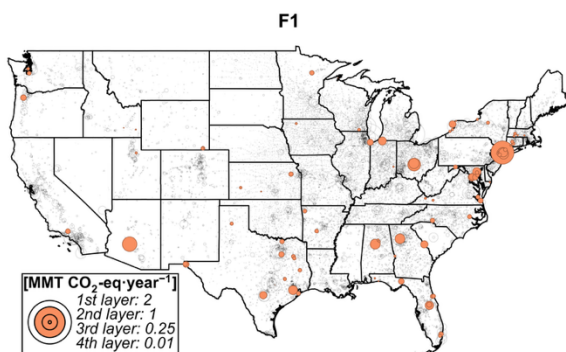 F1
[MMT CO₂-eq·year⁻¹]
1st layer: 2
2nd layer: 1
3rd layer: 0.25
4th layer: 0.01